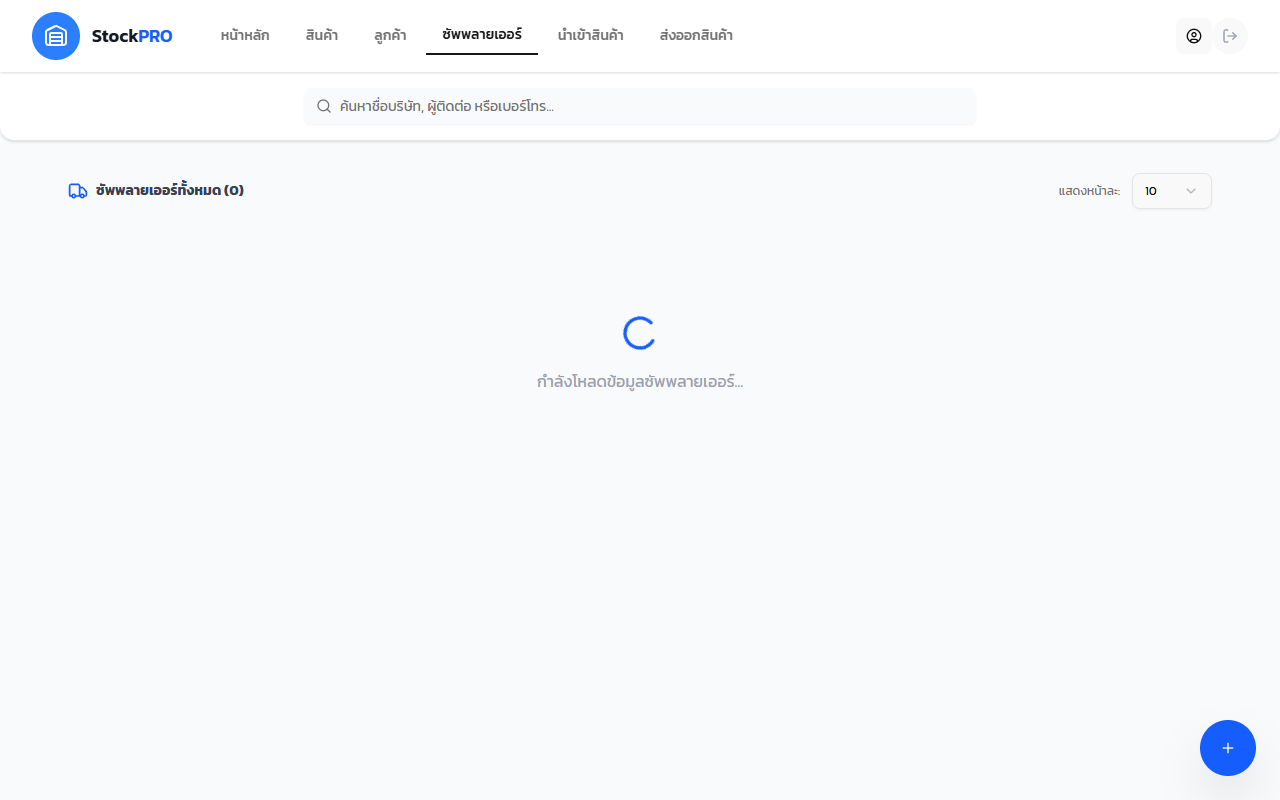 StockPRO
หน้าหลัก
สินค้า
ลูกค้า
ซัพพลายเออร์
นำเข้าสินค้า
ส่งออกสินค้า
ค้นหาชื่อบริษัท, ผู้ติดต่อ หรือเบอร์โทร...
ซัพพลายเออร์ทั้งหมด (0)
แสดงหน้าละ:
10
กำลังโหลดข้อมูลซัพพลายเออร์...